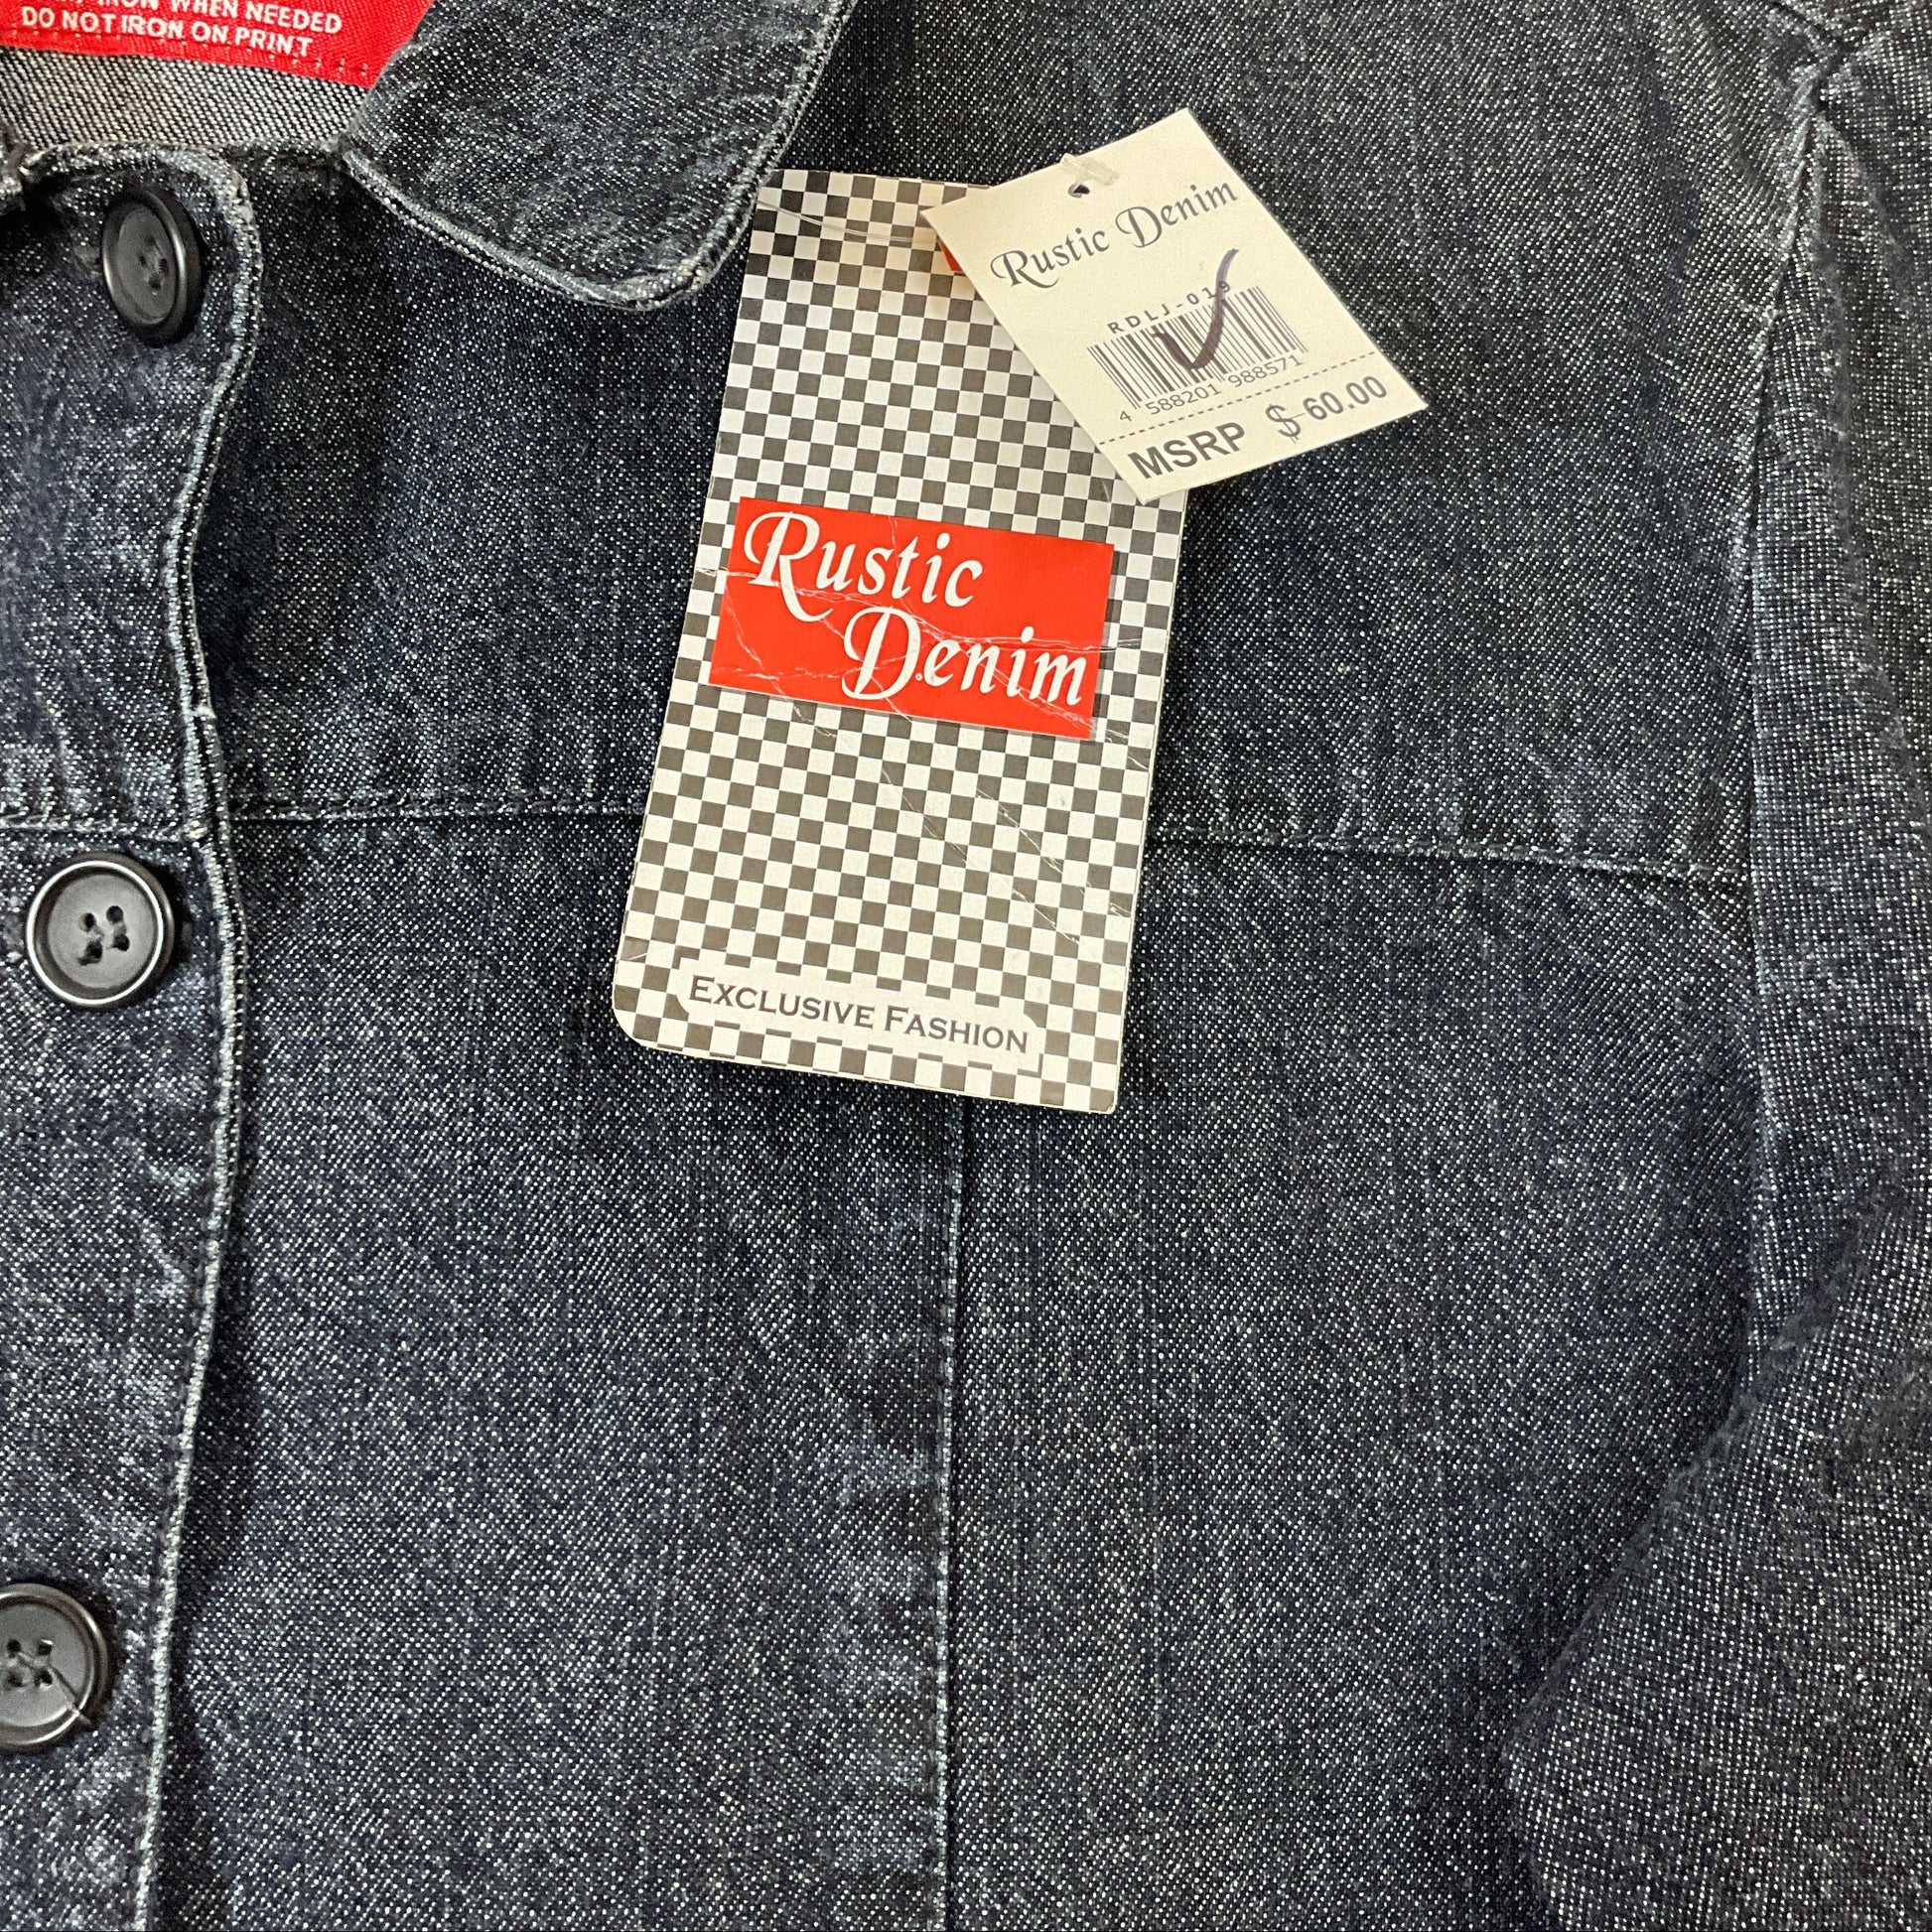 IRON WHEN NEEDED
DO NOT IRON ON PRINT
Rustic Denim
RDLJ-019
4 588201 988571
MSRP $ 60.00
Rustic
Denim
EXCLUSIVE FASHION